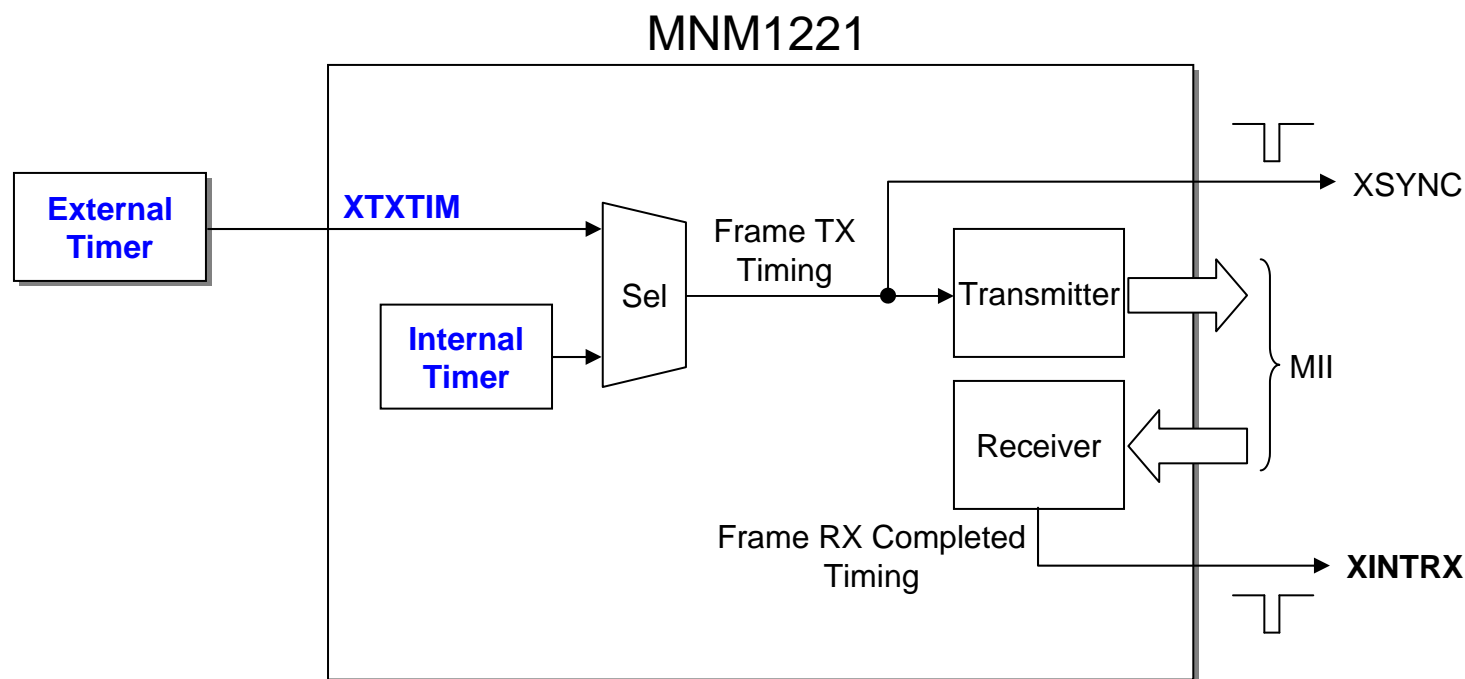 MNM1221
XSYNC
External
Timer
XTXTIM
Frame TX
Timing
Sel
Transmitter
Internal
Timer
MII
Receiver
Frame RX Completed
Timing
XINTRX